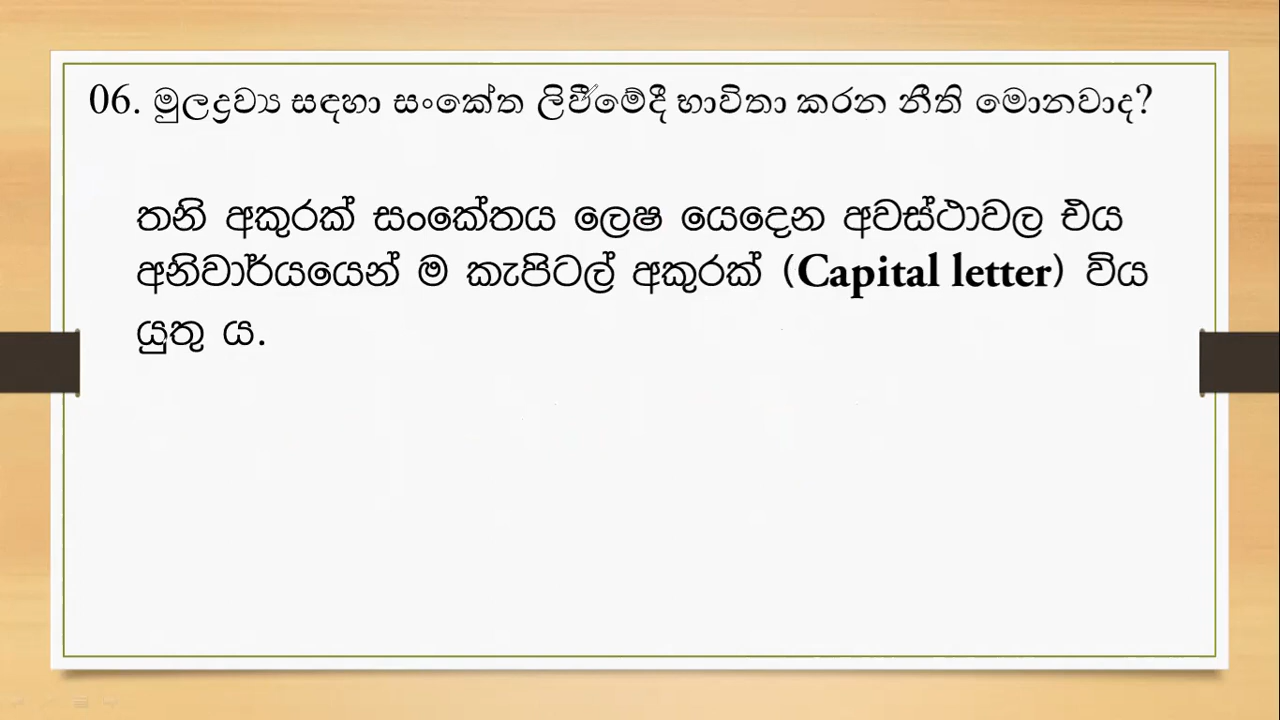 06. මුලද්‍රව්‍ය සඳහා සංකේත ලිවීමේදී භාවිතා කරන නීති මොනවාද?
තනි අකුරක් සංකේතය ලෙෂ යෙදෙන අවස්ථාවල එය
අනිවාර්යයෙන් ම කැපිටල් අකුරක් (Capital letter) විය
යුතු ය.